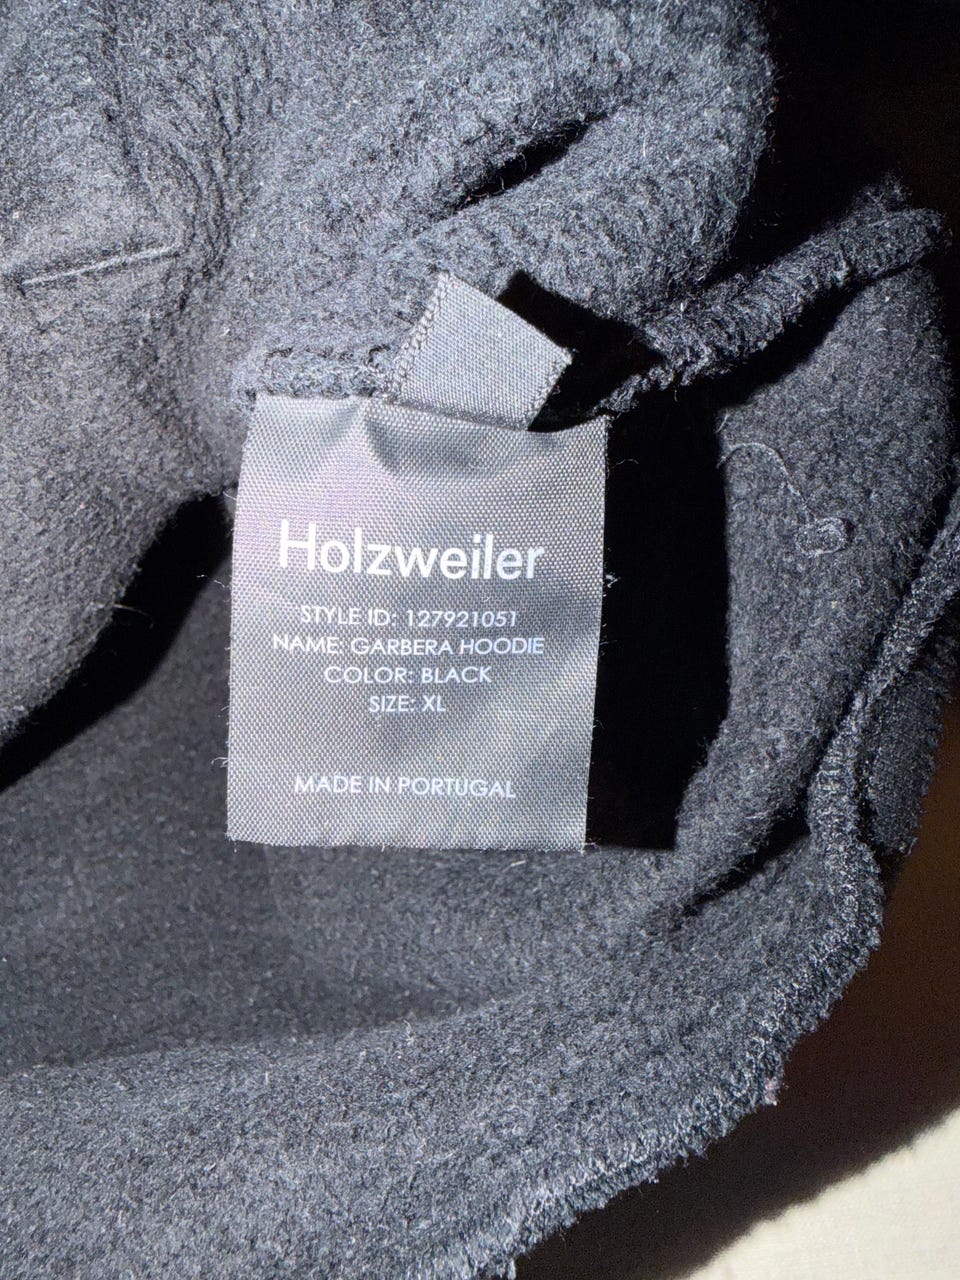 Holzweiler
STYLE ID: 127921051
NAME: GARBERA HOODIE
COLOR: BLACK
SIZE: XL
MADE IN PORTUGAL